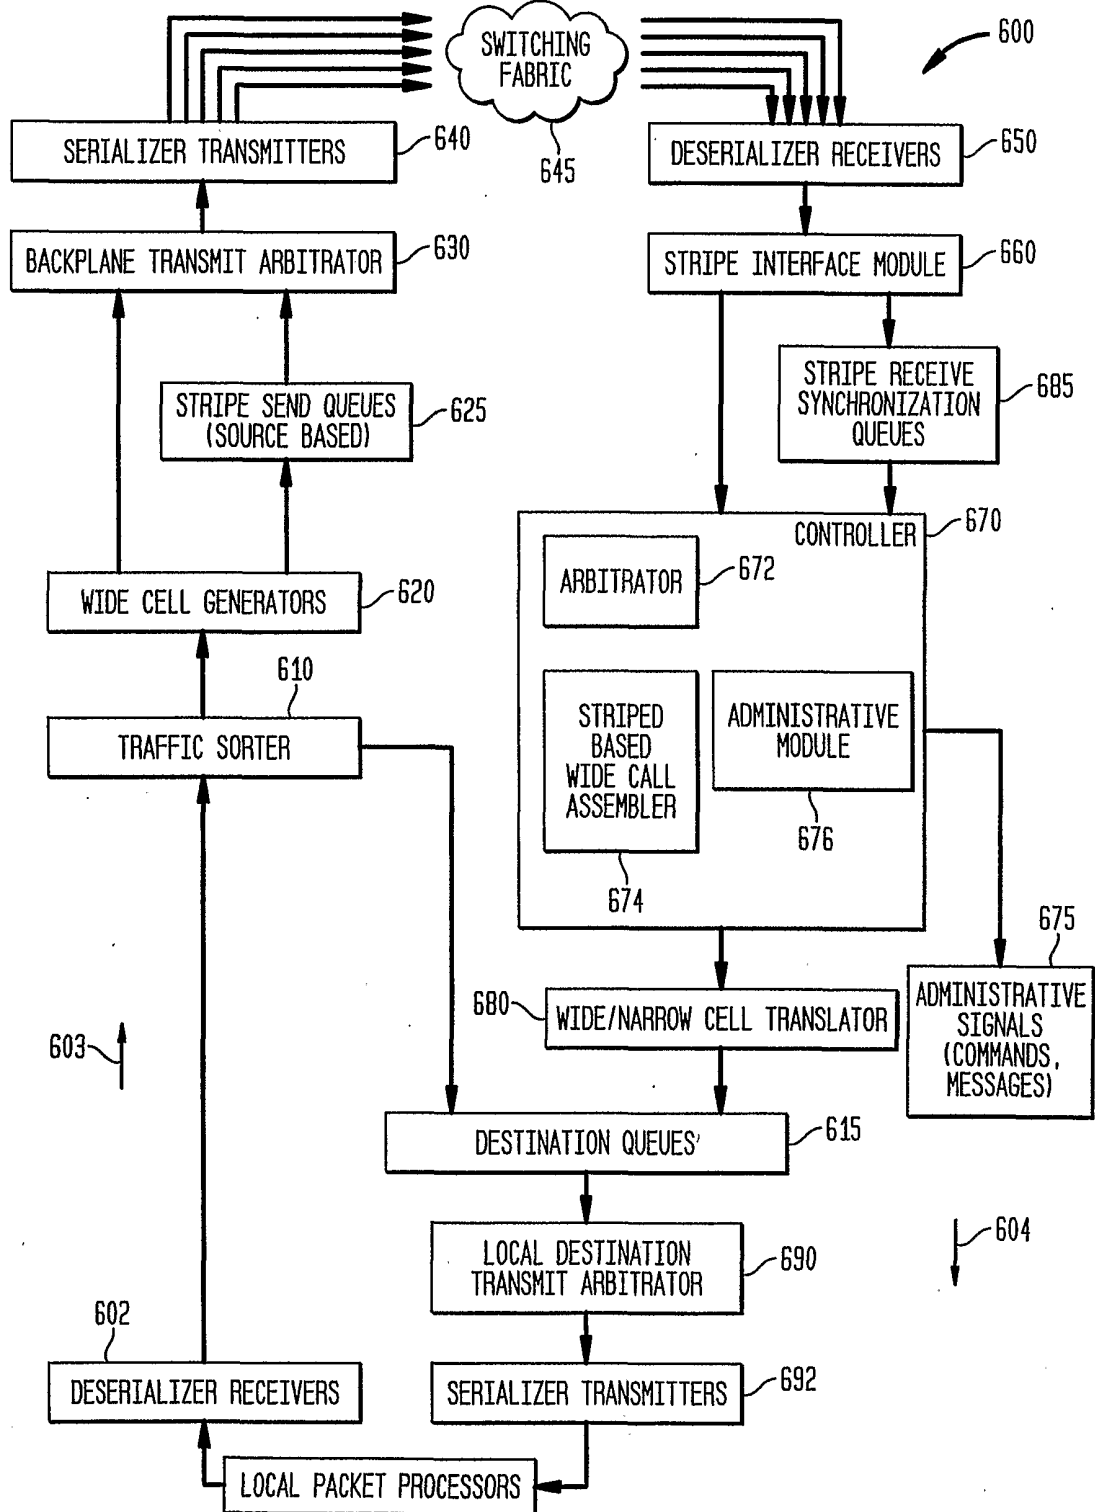 SWITCHING
FABRIC
645
600
SERIALIZER TRANSMITTERS
640
DESERIALIZER RECEIVERS
650
BACKPLANE TRANSMIT ARBITRATOR
630
STRIPE INTERFACE MODULE
660
STRIPE SEND QUEUES
(SOURCE BASED)
625
STRIPE RECEIVE
SYNCHRONIZATION
QUEUES
685
CONTROLLER
670
ARBITRATOR
672
WIDE CELL GENERATORS
620
610
TRAFFIC SORTER
STRIPED
BASED
WIDE CALL
ASSEMBLER
674
ADMINISTRATIVE
MODULE
676
675
ADMINISTRATIVE
SIGNALS
(COMMANDS,
MESSAGES)
680
WIDE/NARROW CELL TRANSLATOR
603
DESTINATION QUEUES
615
604
LOCAL DESTINATION
TRANSMIT ARBITRATOR
690
602
DESERIALIZER RECEIVERS
SERIALIZER TRANSMITTERS
692
LOCAL PACKET PROCESSORS